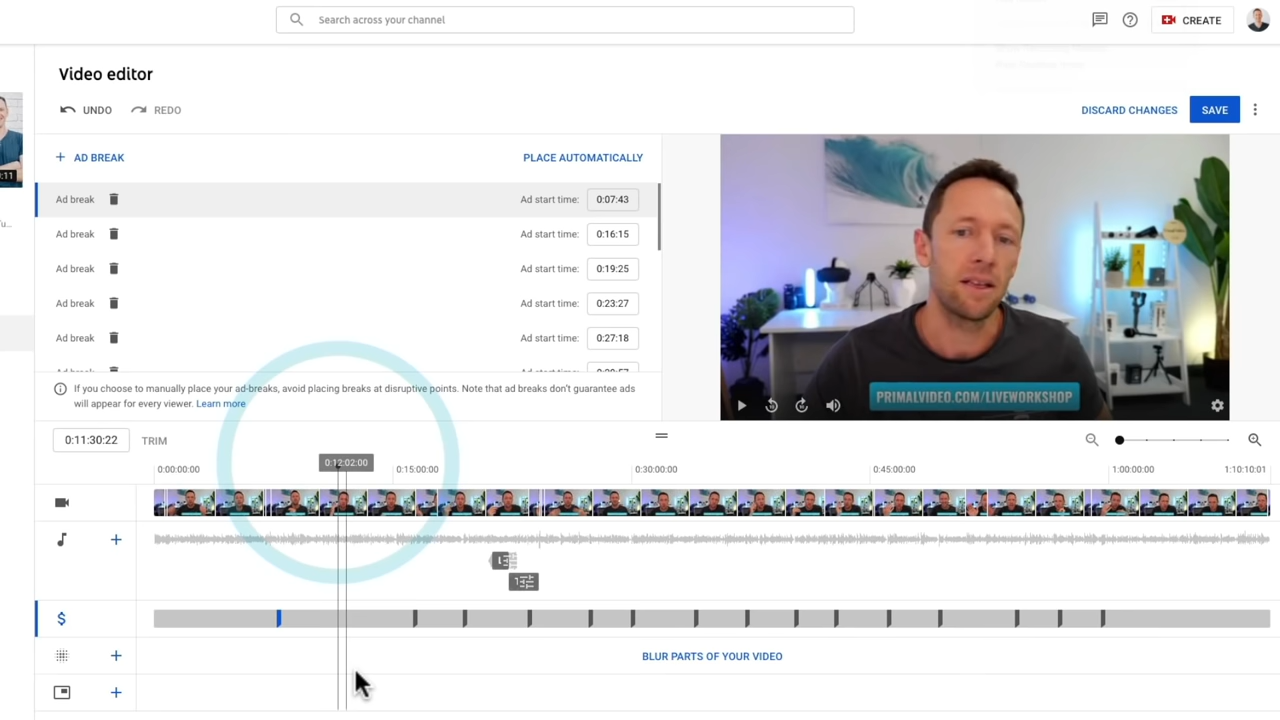 Search across your channel
CREATE
Video editor
UNDO
REDO
DISCARD CHANGES
SAVE
AD BREAK
PLACE AUTOMATICALLY
Ad break
Ad start time:
0:07:43
Ad break
Ad start time:
0:16:15
Ad break
Ad start time:
0:19:25
Ad break
Ad start time:
0:23:27
Ad break
Ad start time:
0:27:18
If you choose to manually place your ad-breaks, avoid placing breaks at disruptive points. Note that ad breaks don't guarantee ads
will appear for every viewer. Learn more
PRIMALVIDEO.COM/LIVEWORKSHOP
0:11:30:22
TRIM
0:12:02:00
0:00:00:00
0:15:00:00
0:30:00:00
0:45:00:00
1:00:00:00
1:10:10:01
$
BLUR PARTS OF YOUR VIDEO